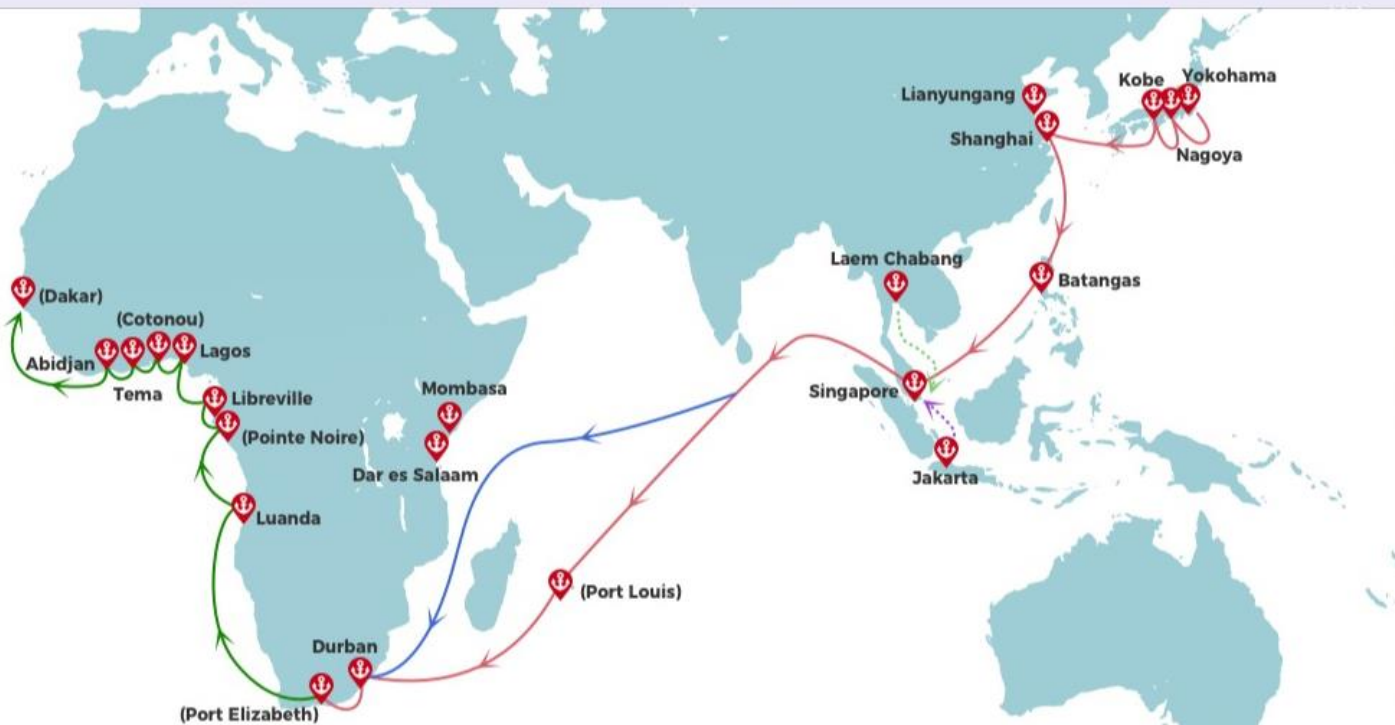 Kobe
Yokohama
Lianyungang
Shanghai
Nagoya
Laem Chabang
Batangas
(Dakar)
(Cotonou)
Abidjan
Lagos
Tema
Mombasa
Singapore
Libreville
(Pointe Noire)
Dar es Salaam
Jakarta
Luanda
(Port Louis)
Durban
(Port Elizabeth)